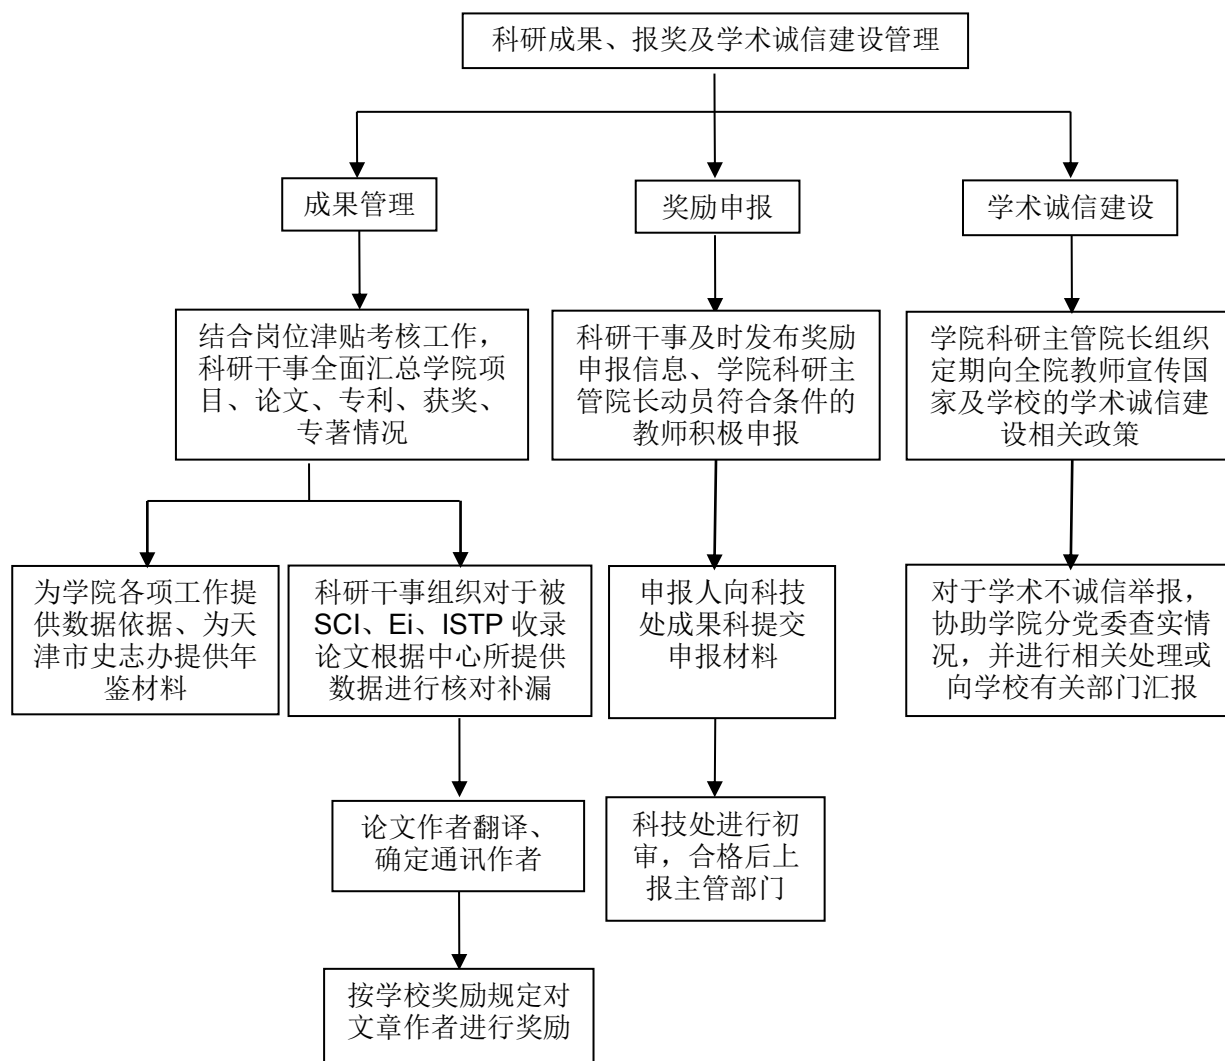 科研成果、报奖及学术诚信建设管理
成果管理
奖励申报
学术诚信建设
结合岗位津贴考核工作，
科研干事全面汇总学院项
目、论文、专利、获奖、
专著情况
科研干事及时发布奖励
申报信息、学院科研主
管院长动员符合条件的
教师积极申报
学院科研主管院长组织
定期向全院教师宣传国
家及学校的学术诚信建
设相关政策
为学院各项工作提
供数据依据、为天
津市史志办提供年
鉴材料
科研干事组织对于被
SCI、Ei、ISTP 收录
论文根据中心所提供
数据进行核对补漏
申报人向科技
处成果科提交
申报材料
对于学术不诚信举报，
协助学院分党委查实情
况，并进行相关处理或
向学校有关部门汇报
论文作者翻译、
确定通讯作者
科技处进行初
审，合格后上
报主管部门
按学校奖励规定对
文章作者进行奖励